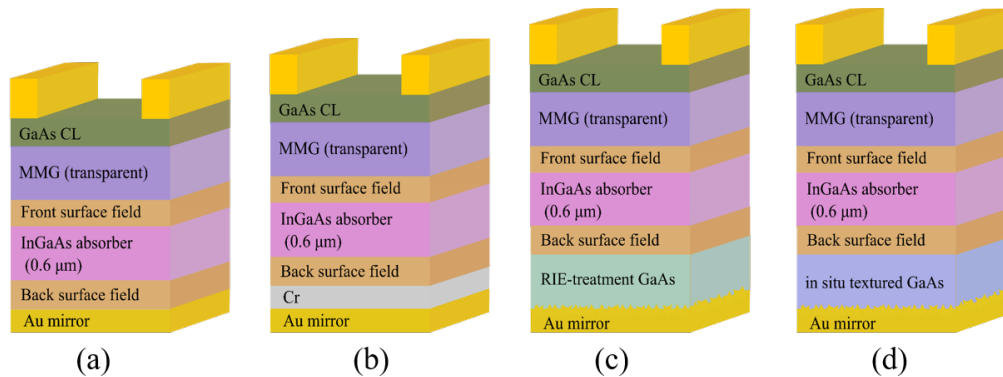 GaAs CL
MMG (transparent)
Front surface field
InGaAs absorber
(0.6 μm)
Back surface field
Au mirror
(a)
GaAs CL
MMG (transparent)
Front surface field
InGaAs absorber
(0.6 μm)
Back surface field
Cr
Au mirror
(b)
GaAs CL
MMG (transparent)
Front surface field
InGaAs absorber
(0.6 μm)
Back surface field
RIE-treatment GaAs
Au mirror
(c)
GaAs CL
MMG (transparent)
Front surface field
InGaAs absorber
(0.6 μm)
Back surface field
in situ textured GaAs
Au mirror
(d)